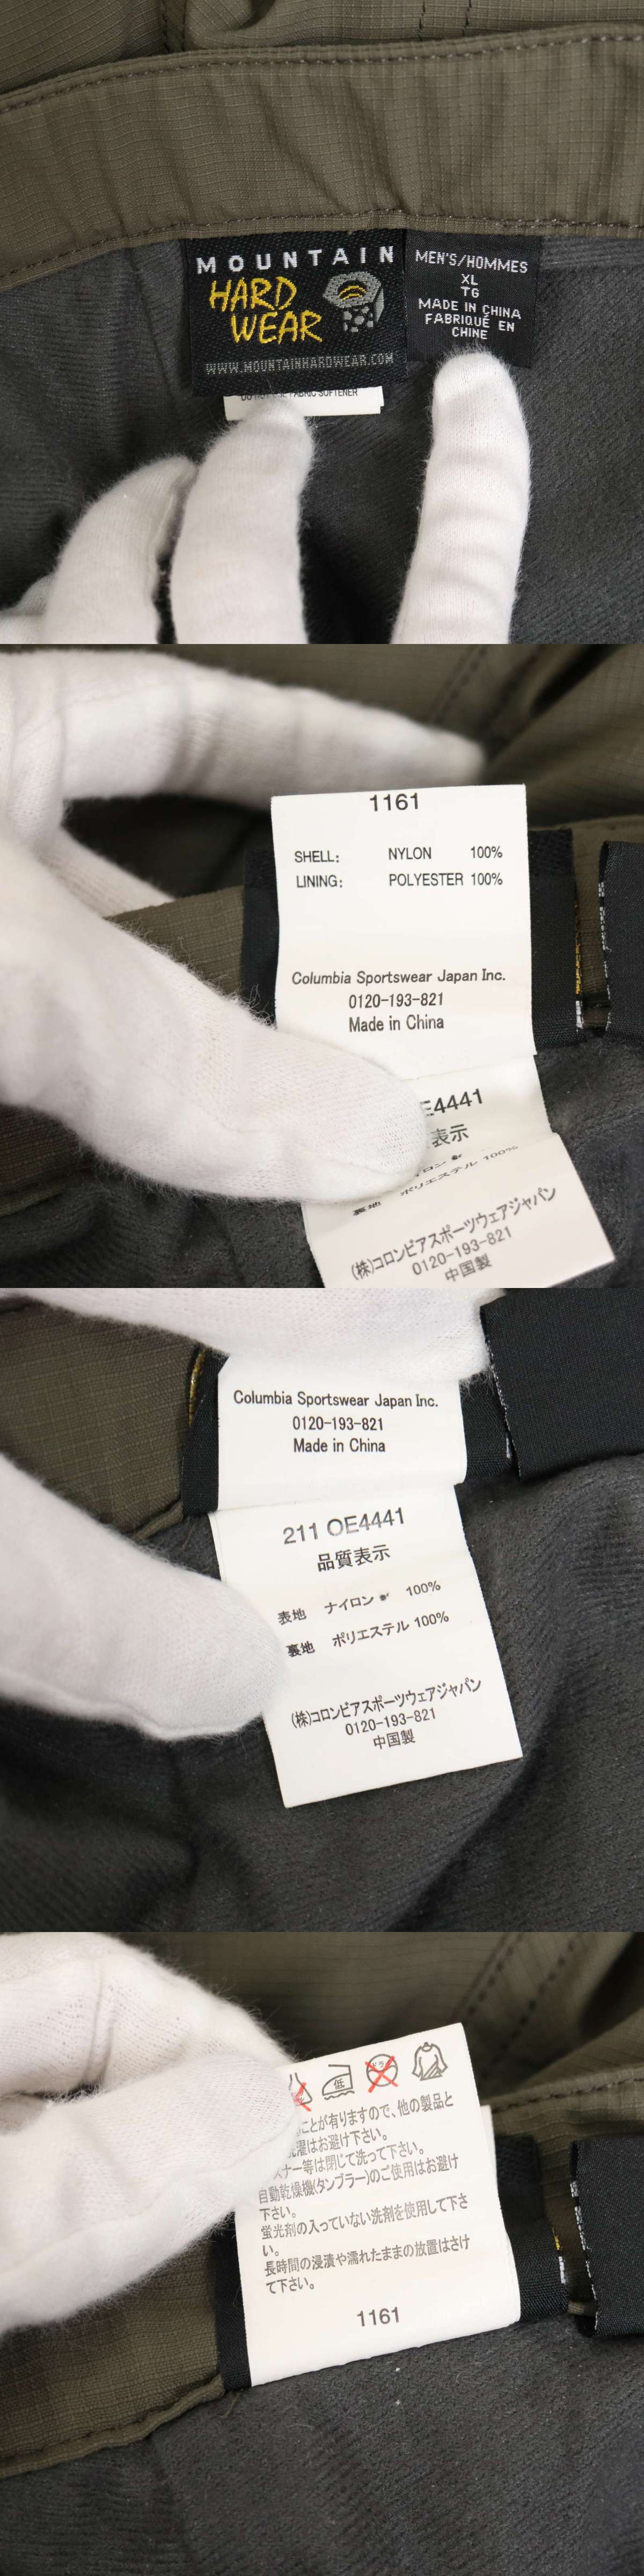 MOUNTAIN
HARD
WEAR
WWW.MOUNTAINHARDWEAR.COM
MEN'S/HOMMES
XL
TG
MADE IN CHINA
FABRIQUÉ EN
CHINE
FABRIC SOFTENER
1161
SHELL: NYLON 100%
LINING: POLYESTER 100%
Columbia Sportswear Japan Inc.
0120-193-821
Made in China
E4441
表示
裏地 ポリエステル 100%
(株)コロンビアスポーツウェアジャパン
0120-193-821
中国製
Columbia Sportswear Japan Inc.
0120-193-821
Made in China
211 OE4441
品質表示
表地 ナイロン 100%
裏地 ポリエステル 100%
(株)コロンビアスポーツウェアジャパン
0120-193-821
中国製
低
ことが有りますので、他の製品と
濯はお避け下さい。
スナー等は閉じて洗って下さい。
自動乾燥機(タンブラー)のご使用はお避け
下さい。
蛍光剤の入っていない洗剤を使用して下さ
い。
長時間の浸漬や濡れたままの放置はさけ
て下さい。
1161